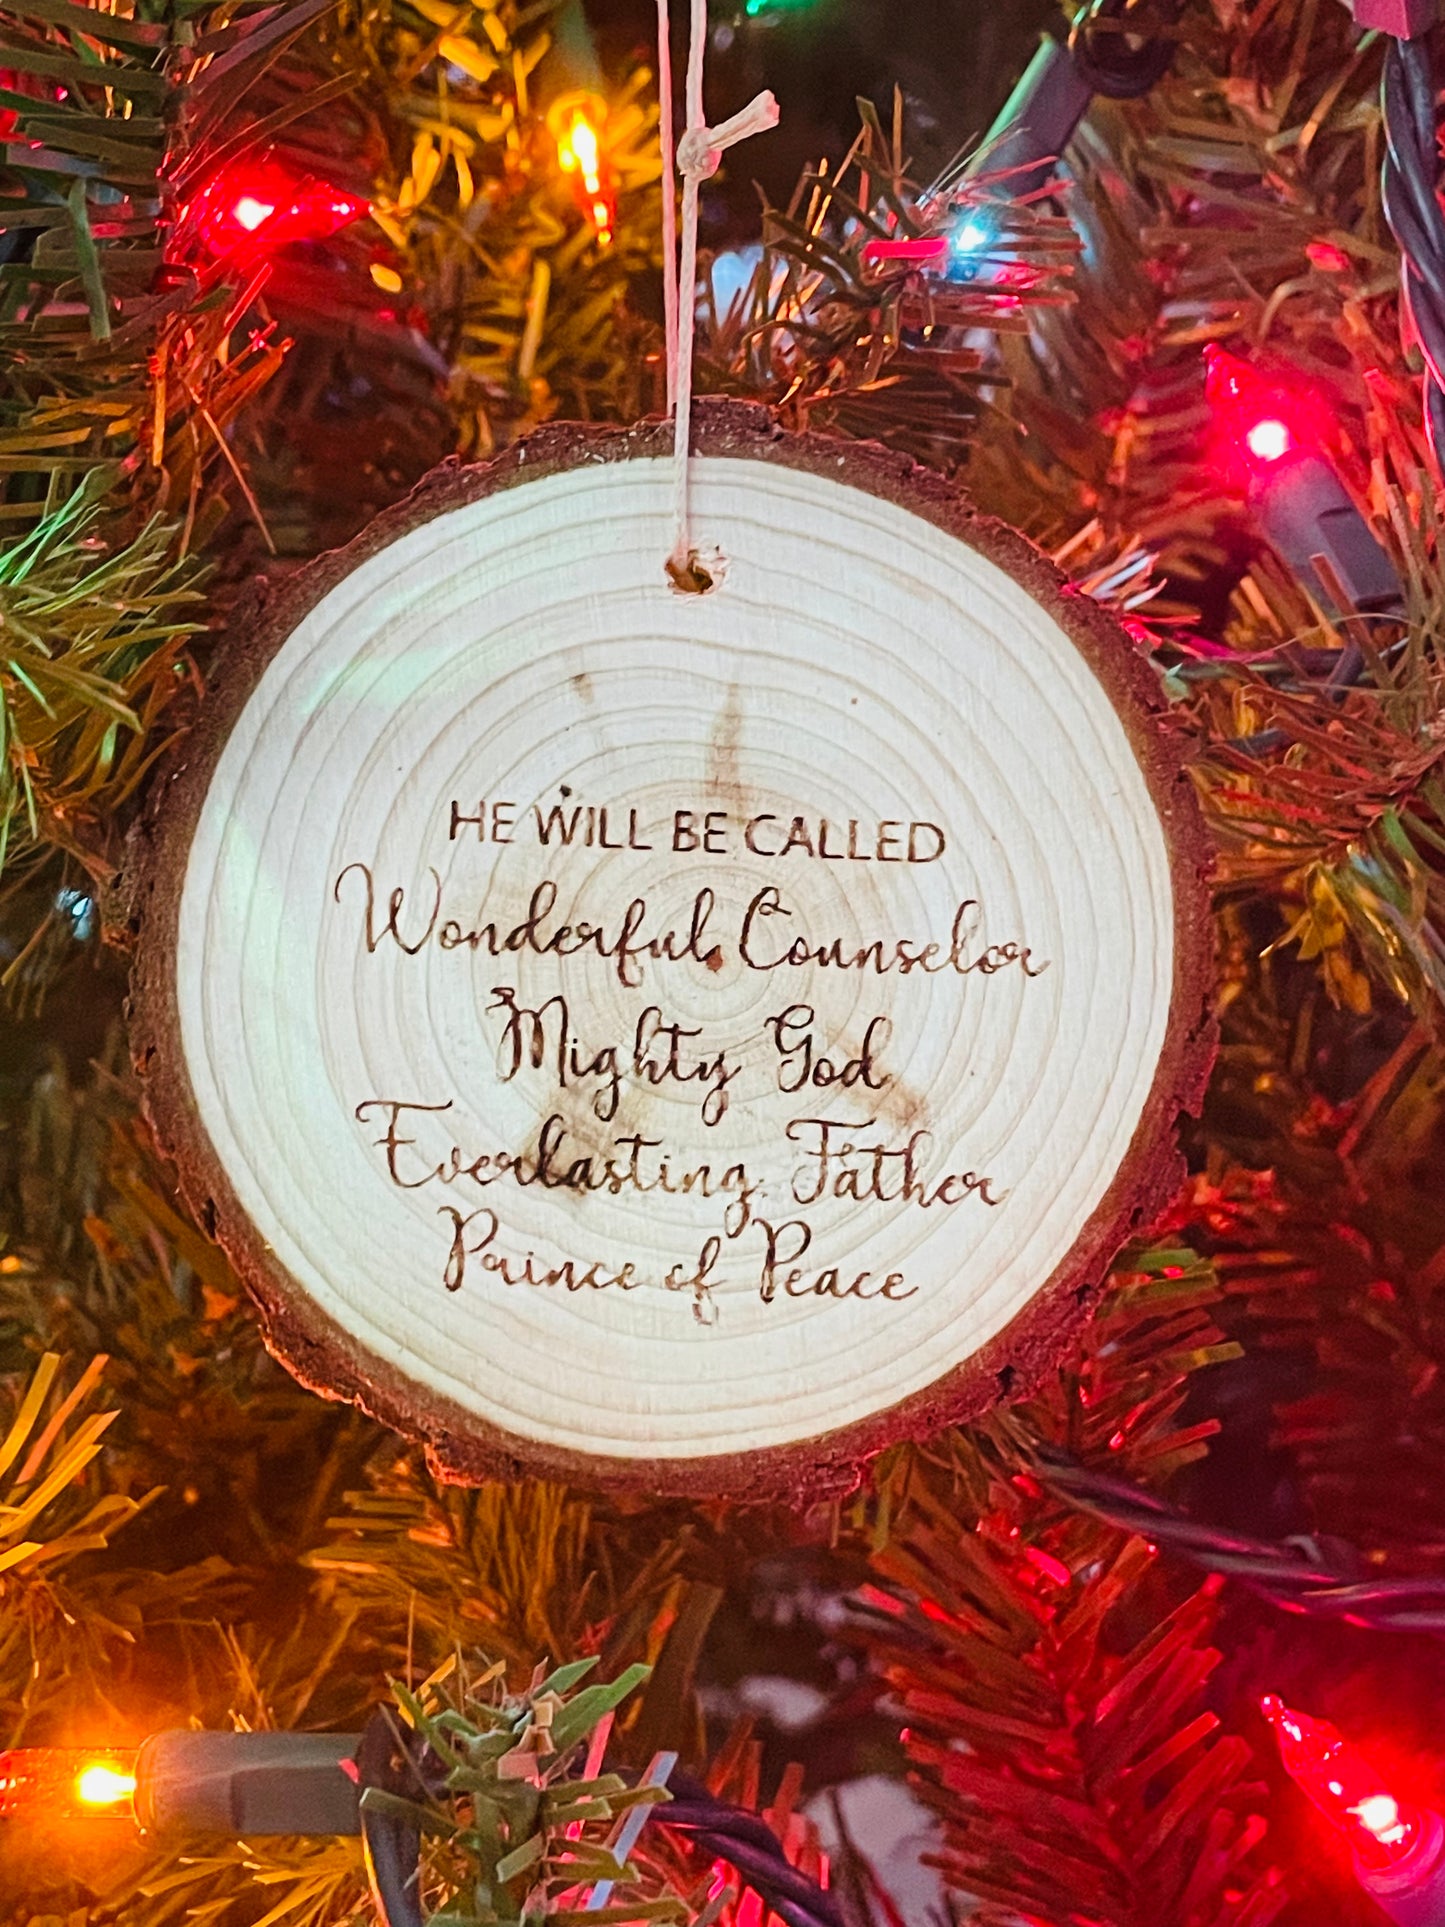 HE WILL BE CALLED
Wonderful Counselor
Mighty God
Everlasting Father
Prince of Peace